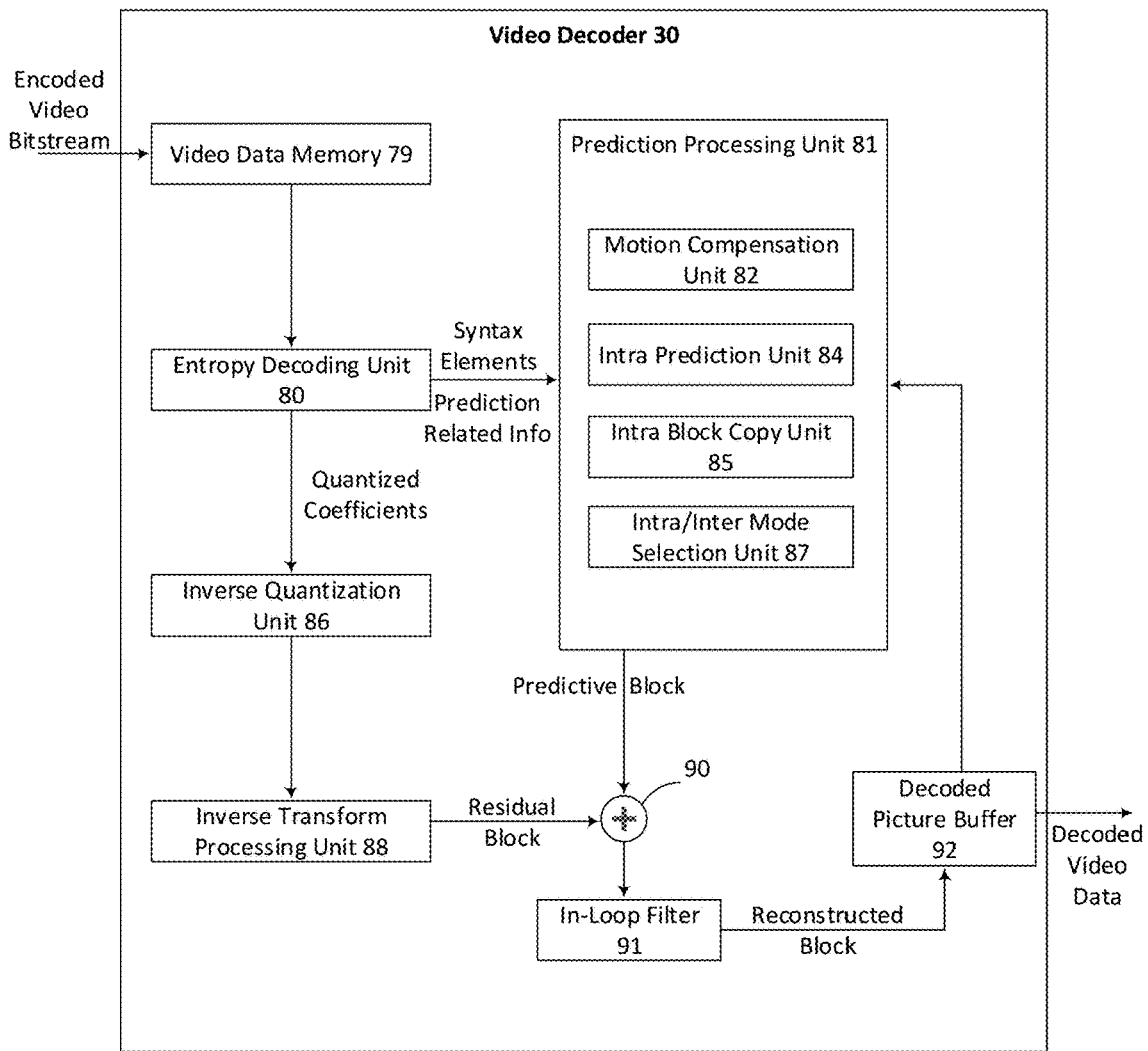 Video Decoder 30
Encoded
Video
Bitstream
Video Data Memory 79
Prediction Processing Unit 81
Motion Compensation
Unit 82
Syntax
Elements
Entropy Decoding Unit
80
Prediction
Related Info
Intra Prediction Unit 84
Intra Block Copy Unit
85
Quantized
Coefficients
Intra/Inter Mode
Selection Unit 87
Inverse Quantization
Unit 86
Predictive Block
90
Inverse Transform
Processing Unit 88
Residual
Block
Decoded
Picture Buffer
92
Decoded
Video
Data
In-Loop Filter
91
Reconstructed
Block